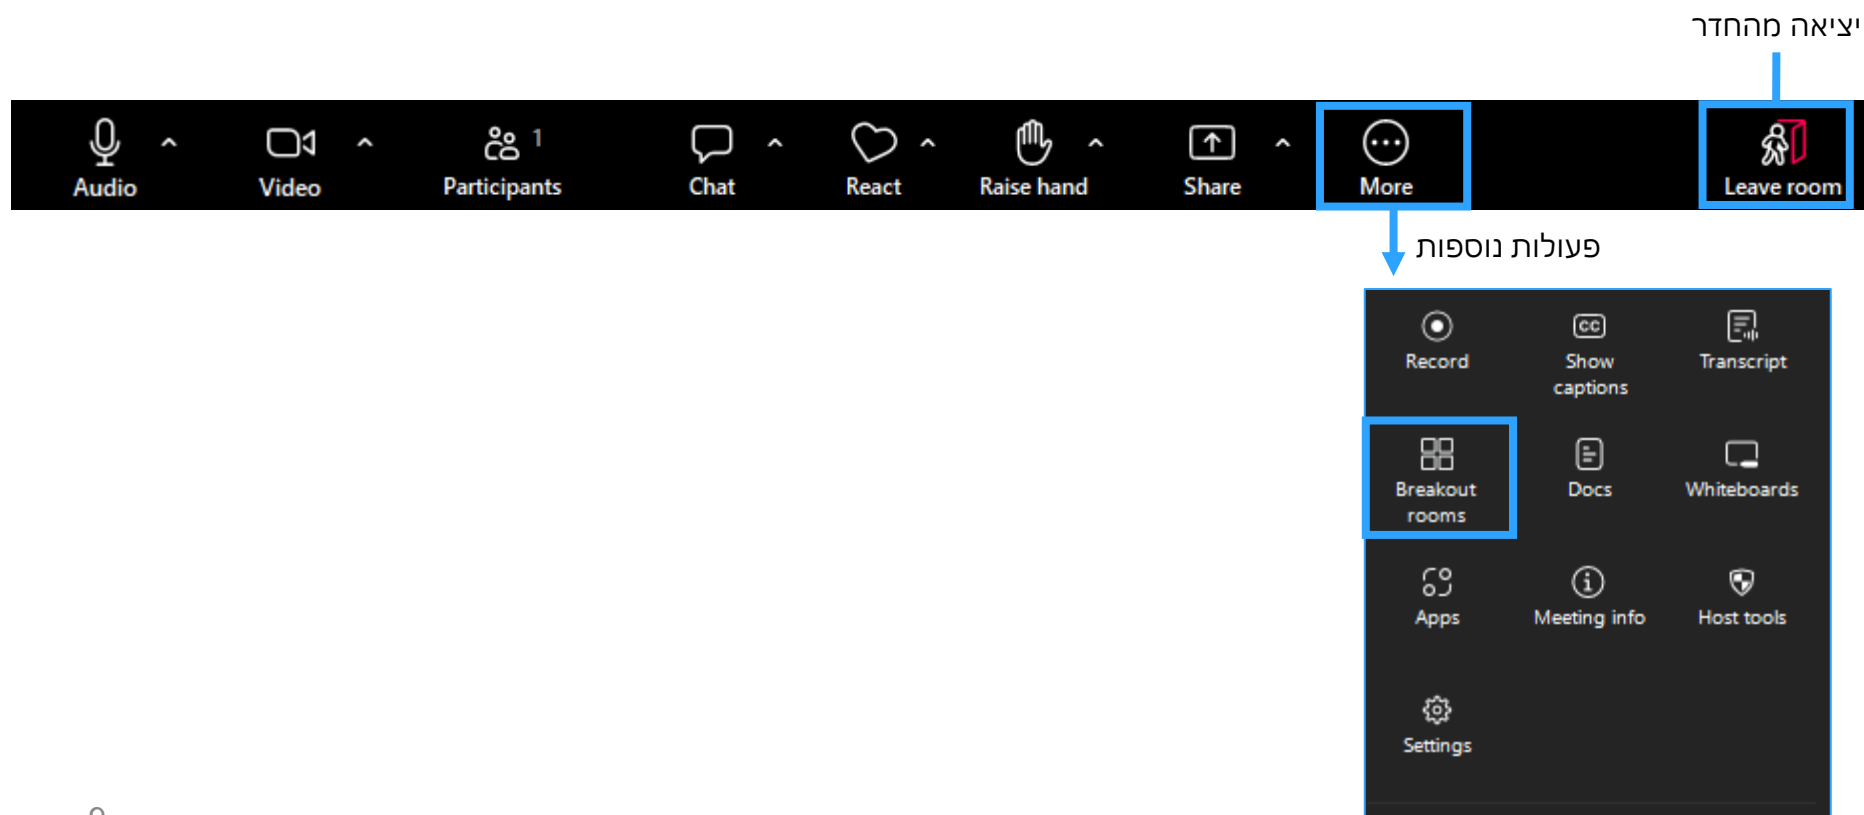 יציאה מהחדר
Audio Video Participants 1 Chat React Raise hand Share More Leave room
פעולות נוספות
Record Show captions Transcript
Breakout rooms Docs Whiteboards
Apps Meeting info Host tools
Settings